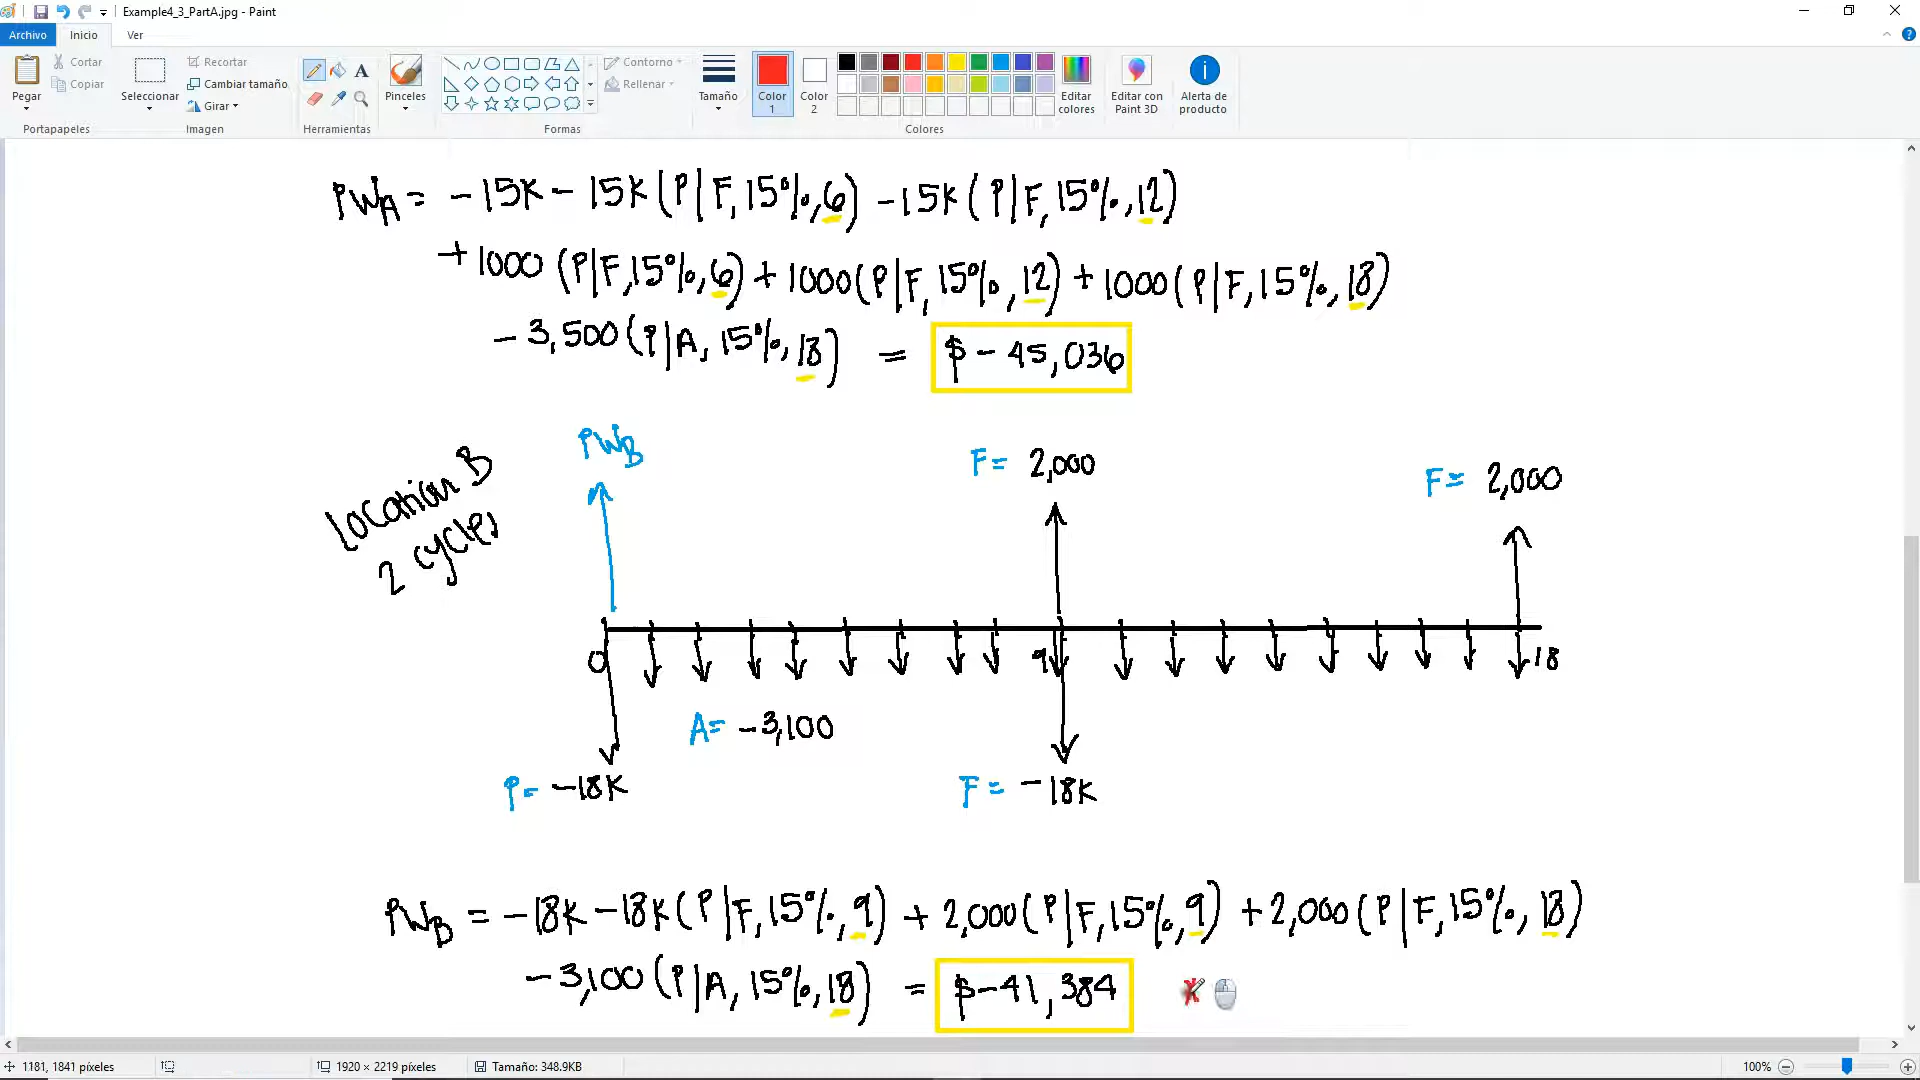 Example4_3_PartA.jpg - Paint
Archivo Inicio Ver
Pegar Cortar Copiar Portapapeles
Seleccionar Recortar Cambiar tamaño Girar Imagen
Herramientas
Pinceles
Contorno Rellenar Formas
Tamaño
Color 1 Color 2 Colores
Editar colores
Editar con Paint 3D
Alerta de producto
PWA = -15K - 15K (P|F, 15%, 6) -15K (P|F, 15%, 12)
+1000 (P|F, 15%, 6) + 1000 (P|F, 15%, 12) + 1000 (P|F, 15%, 18)
- 3,500 (P|A, 15%, 18) = $ - 45,036
Location B
2 cycles
PWB
F= 2,000
F= 2,000
0 9 18
A= -3,100
P= -18K
F= -18K
PWB = -18K -18K (P|F, 15%, 9) + 2,000 (P|F, 15%, 9) + 2,000 (P|F, 15%, 18)
-3,100 (P|A, 15%, 18) = $-41,384
1181, 1841 píxeles 1920 × 2219 píxeles Tamaño: 348.9KB 100%